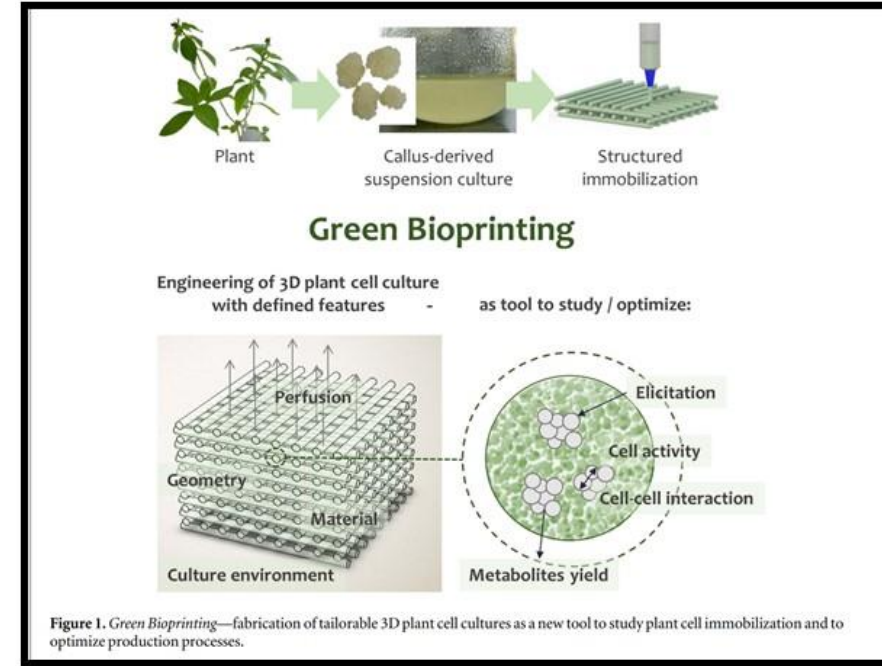 Plant
Callus-derived
suspension culture
Structured
immobilization
Green Bioprinting
Engineering of 3D plant cell culture
with defined features - as tool to study / optimize:
Perfusion
Geometry
Material
Culture environment
Elicitation
Cell activity
Cell-cell interaction
Metabolites yield
Figure 1. Green Bioprinting—fabrication of tailorable 3D plant cell cultures as a new tool to study plant cell immobilization and to
optimize production processes.